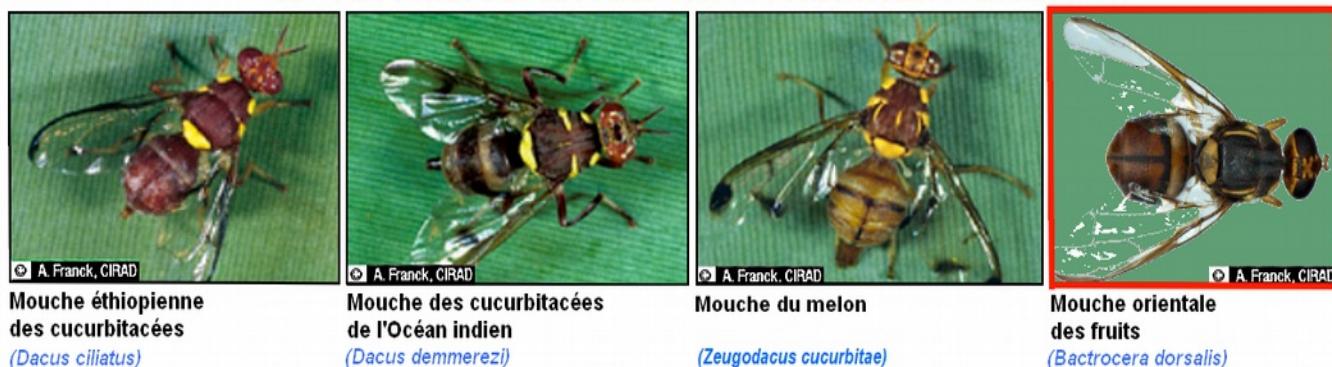 A. Franck, CIRAD
A. Franck, CIRAD
A. Franck, CIRAD
A. Franck, CIRAD
Mouche éthiopienne
des cucurbitacées
(Dacus ciliatus)
Mouche des cucurbitacées
de l'Océan indien
(Dacus demmerezi)
Mouche du melon
(Zeugodacus cucurbitae)
Mouche orientale
des fruits
(Bactrocera dorsalis)